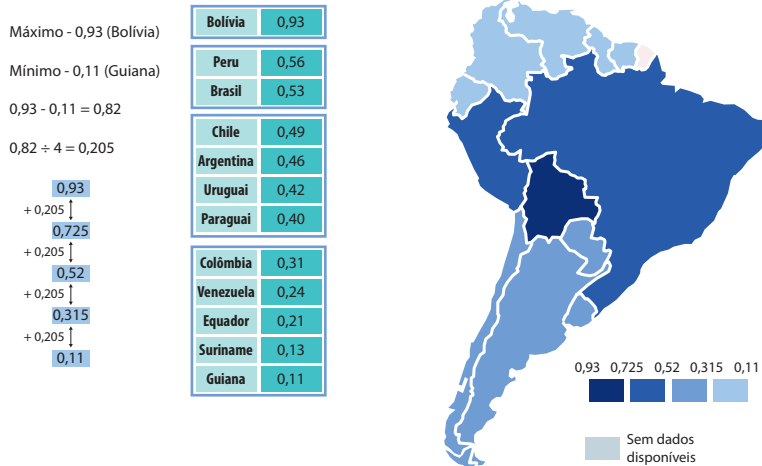 Máximo - 0,93 (Bolívia)
Mínimo - 0,11 (Guiana)
0,93 - 0,11 = 0,82
0,82 ÷ 4 = 0,205
0,93
+ 0,205
0,725
+ 0,205
0,52
+ 0,205
0,315
+ 0,205
0,11
Bolívia 0,93
Peru 0,56
Brasil 0,53
Chile 0,49
Argentina 0,46
Uruguai 0,42
Paraguai 0,40
Colômbia 0,31
Venezuela 0,24
Equador 0,21
Suriname 0,13
Guiana 0,11
0,93 0,725 0,52 0,315 0,11
Sem dados
disponíveis